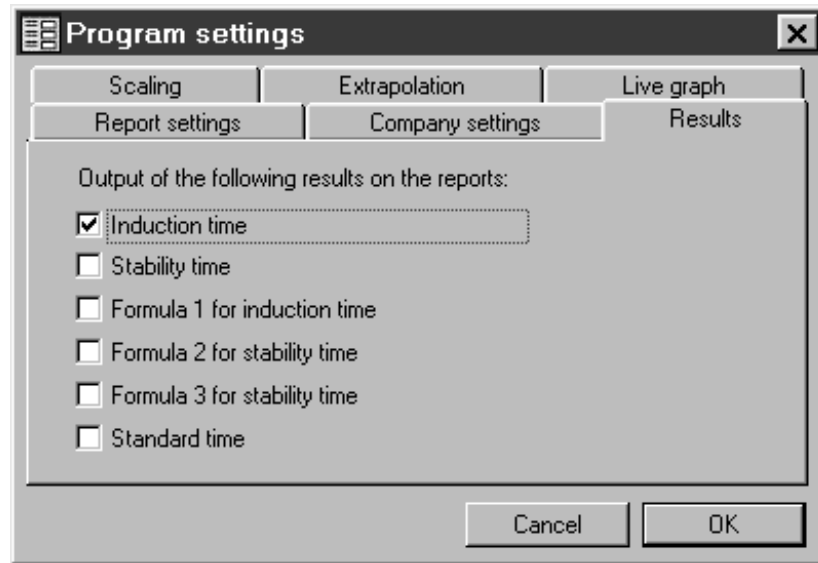 Program settings
Scaling Extrapolation Live graph
Report settings Company settings Results
Output of the following results on the reports:
Induction time
Stability time
Formula 1 for induction time
Formula 2 for stability time
Formula 3 for stability time
Standard time
Cancel OK